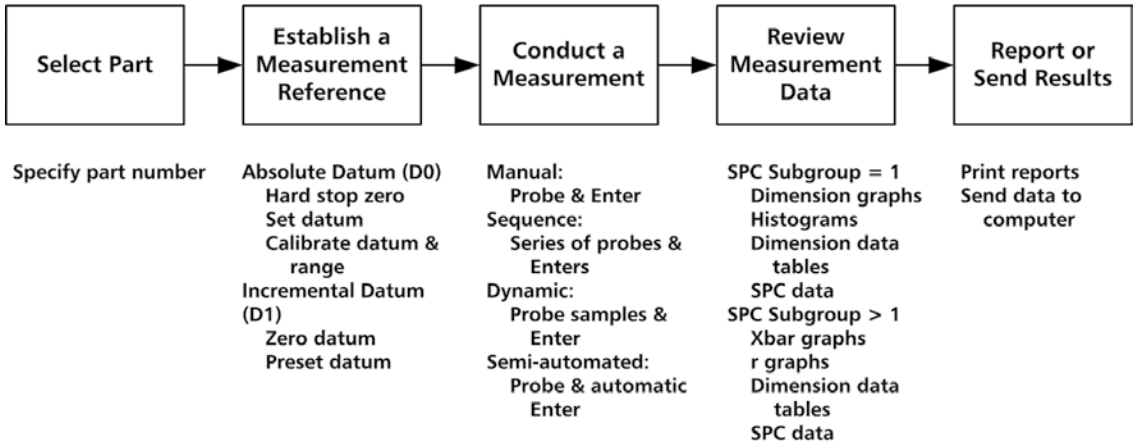 Select Part
Establish a
Measurement
Reference
Conduct a
Measurement
Review
Measurement
Data
Report or
Send Results
Specify part number
Absolute Datum (D0)
Hard stop zero
Set datum
Calibrate datum &
range
Incremental Datum
(D1)
Zero datum
Preset datum
Manual:
Probe & Enter
Sequence:
Series of probes &
Enters
Dynamic:
Probe samples &
Enter
Semi-automated:
Probe & automatic
Enter
SPC Subgroup = 1
Dimension graphs
Histograms
Dimension data
tables
SPC data
SPC Subgroup > 1
Xbar graphs
r graphs
Dimension data
tables
SPC data
Print reports
Send data to
computer